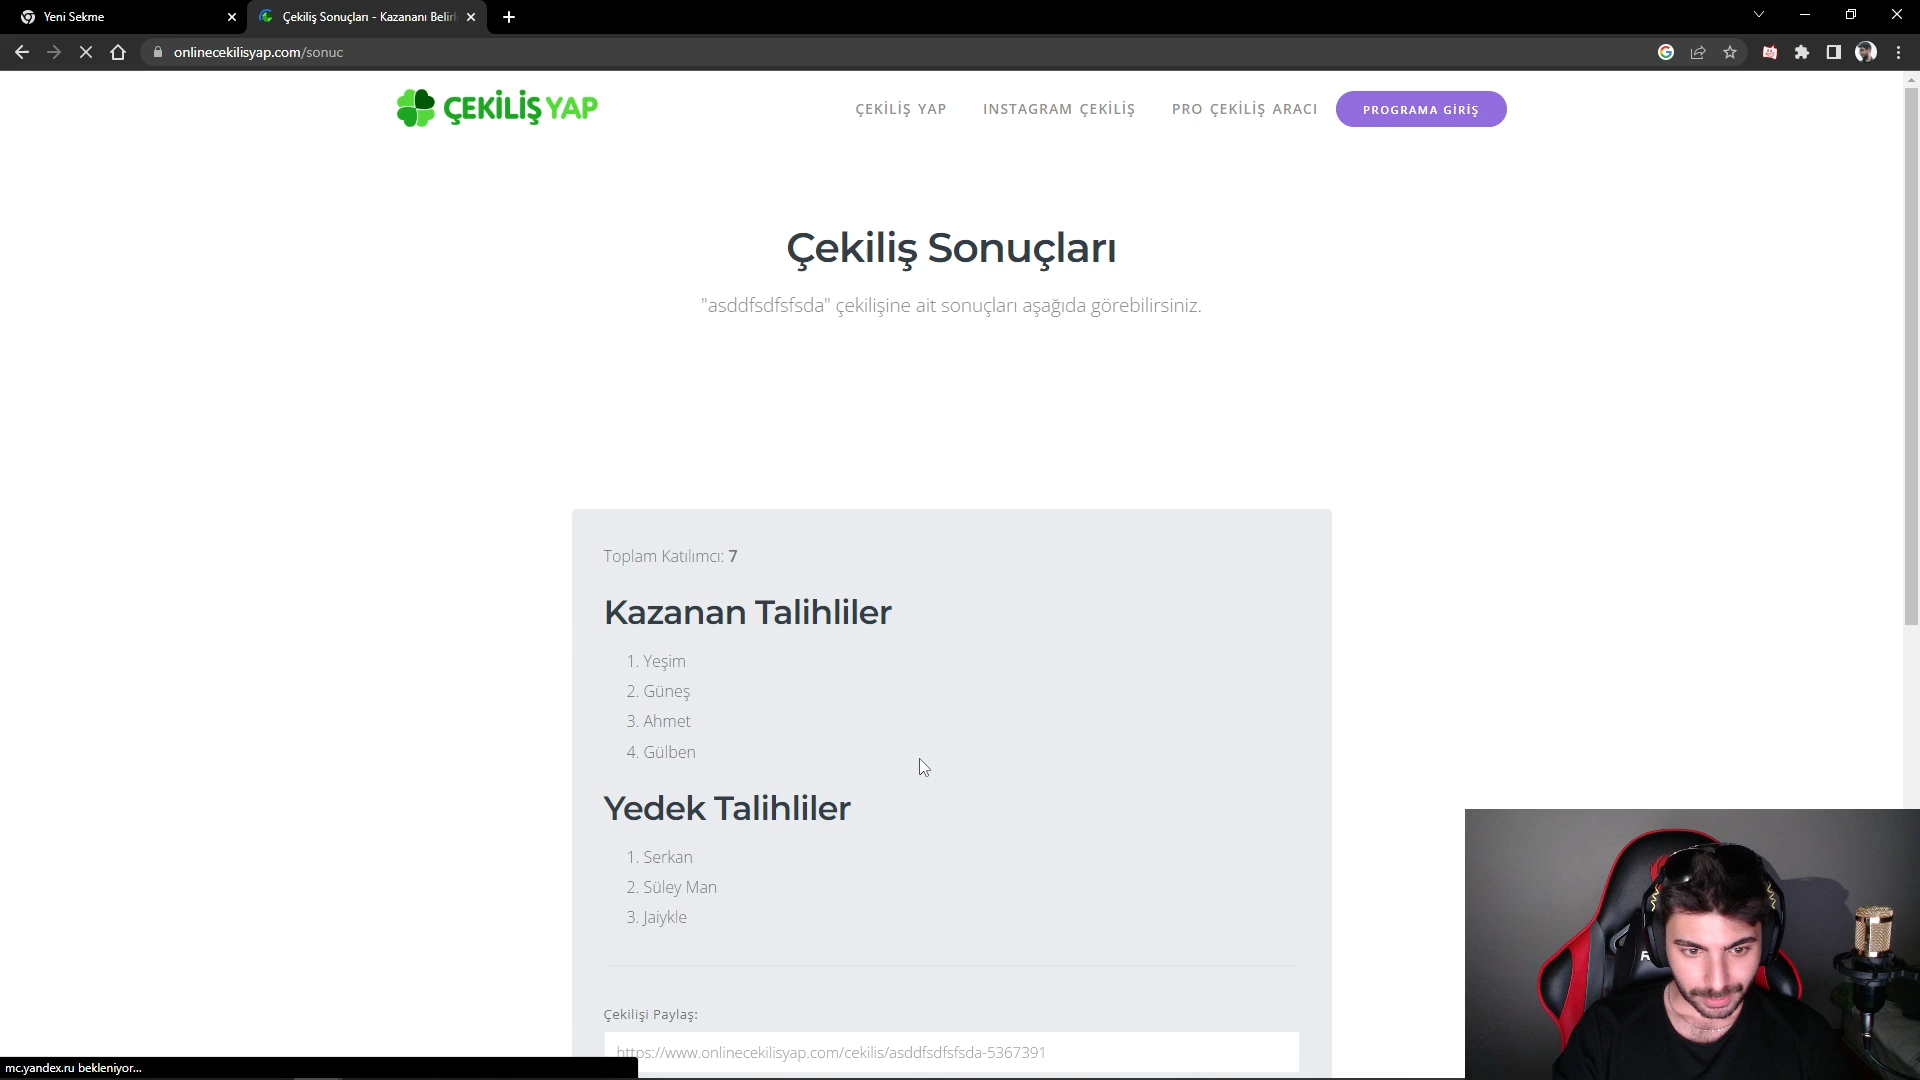 Yeni Sekme
Çekiliş Sonuçları - Kazananı Belirl
onlinecekilisyap.com/sonuc
ÇEKİLİŞ YAP
ÇEKİLİŞ YAP
INSTAGRAM ÇEKİLİŞ
PRO ÇEKİLİŞ ARACI
PROGRAMA GİRİŞ
Çekiliş Sonuçları
"asddfsdfsfsda" çekilişine ait sonuçları aşağıda görebilirsiniz.
Toplam Katılımcı: 7
Kazanan Talihliler
1. Yeşim
2. Güneş
3. Ahmet
4. Gülben
Yedek Talihliler
1. Serkan
2. Süley Man
3. Jaiykle
Çekilişi Paylaş:
https://www.onlinecekilisyap.com/cekilis/asddfsdfsfsda-5367391
mc.yandex.ru bekleniyor...